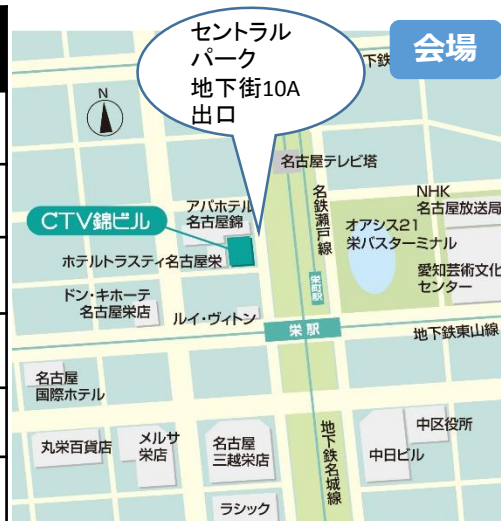 セントラル
パーク
地下街10A
出口
下鉄
会場
N
名古屋テレビ塔
アパホテル
名古屋錦
名鉄瀬戸線
NHK
名古屋放送局
CTV錦ビル
オアシス21
栄バスターミナル
ホテルトラスティ名古屋栄
愛知芸術文化
センター
栄町駅
ドン・キホーテ
名古屋栄店
ルイ・ヴィトン
栄駅
地下鉄東山線
名古屋
国際ホテル
丸栄百貨店
メルサ
栄店
名古屋
三越栄店
地下鉄名城線
中日ビル
中区役所
ラシック